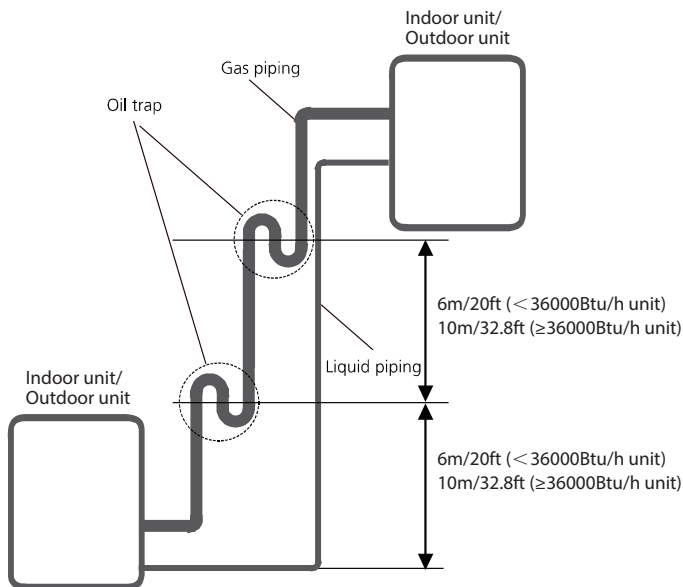 Indoor unit/
Outdoor unit
Gas piping
Oil trap
6m/20ft (＜36000Btu/h unit)
10m/32.8ft (≥36000Btu/h unit)
Liquid piping
Indoor unit/
Outdoor unit
6m/20ft (＜36000Btu/h unit)
10m/32.8ft (≥36000Btu/h unit)